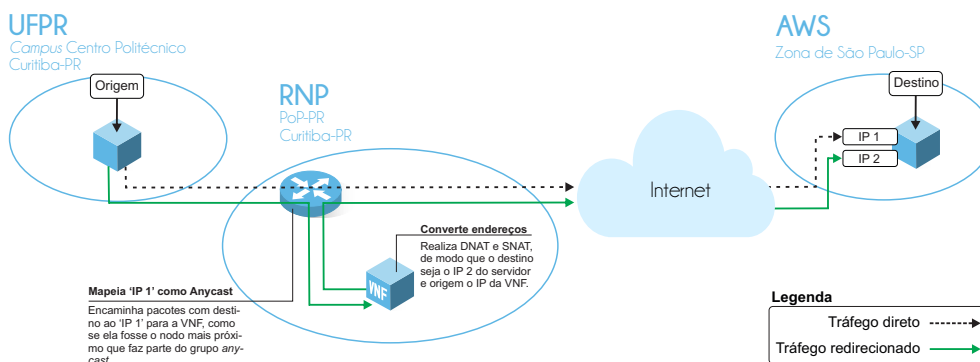 UFPR
Campus Centro Politécnico
Curitiba-PR
Origem
RNP
PoP-PR
Curitiba-PR
AWS
Zona de São Paulo-SP
Destino
IP 1
IP 2
Internet
Converte endereços
Realiza DNAT e SNAT,
de modo que o destino
seja o IP 2 do servidor
e origem o IP da VNF.
VNF
Mapeia ‘IP 1’ como Anycast
Encaminha pacotes com desti-
no ao ‘IP 1’ para a VNF, como
se ela fosse o nodo mais próxi-
mo que faz parte do grupo any-
cast
Legenda
Tráfego direto
Tráfego redirecionado